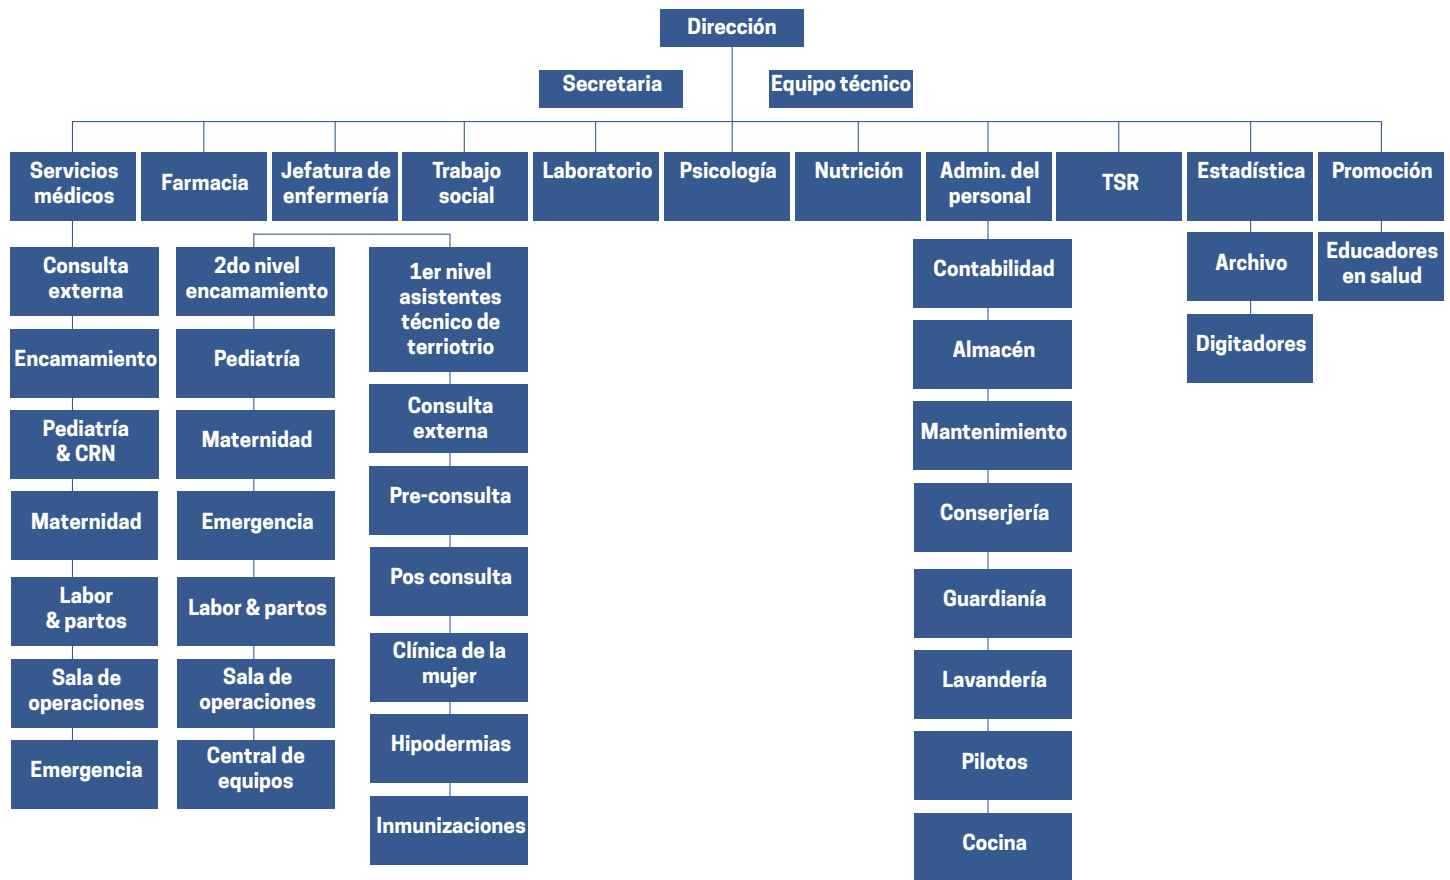 Dirección
Secretaria
Equipo técnico
Servicios
médicos
Farmacia
Jefatura de
enfermería
Trabajo
social
Laboratorio
Psicología
Nutrición
Admin. del
personal
TSR
Estadística
Promoción
Consulta
externa
Encamamiento
Pediatría
& CRN
Maternidad
Labor
& partos
Sala de
operaciones
Emergencia
2do nivel
encamamiento
Pediatría
Maternidad
Emergencia
Labor & partos
Sala de
operaciones
Central de
equipos
1er nivel
asistentes
técnico de
terriotrio
Consulta
externa
Pre-consulta
Pos consulta
Clínica de la
mujer
Hipodermias
Inmunizaciones
Contabilidad
Almacén
Mantenimiento
Conserjería
Guardianía
Lavandería
Pilotos
Cocina
Archivo
Digitadores
Educadores
en salud